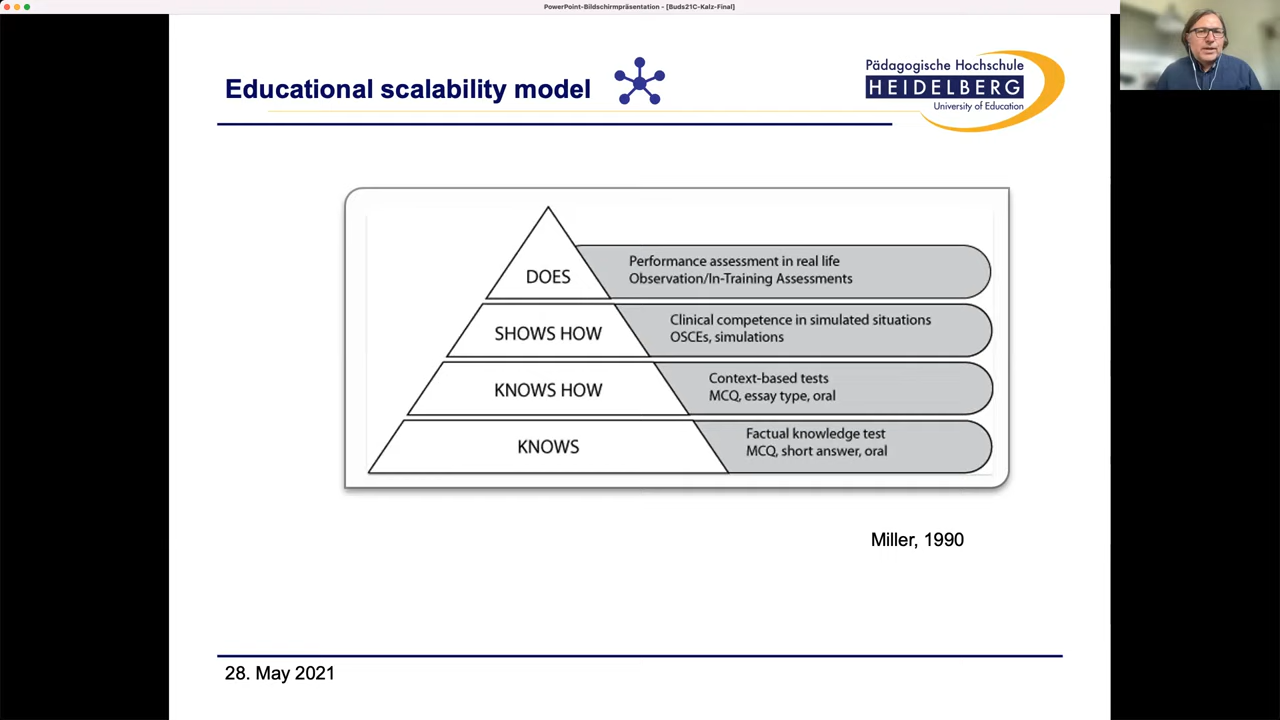 PowerPoint-Bildschirmpräsentation - [Buds21C-Kalz-Final]
Educational scalability model
Pädagogische Hochschule
HEIDELBERG
University of Education
DOES
Performance assessment in real life
Observation/In-Training Assessments
SHOWS HOW
Clinical competence in simulated situations
OSCEs, simulations
KNOWS HOW
Context-based tests
MCQ, essay type, oral
KNOWS
Factual knowledge test
MCQ, short answer, oral
Miller, 1990
28. May 2021